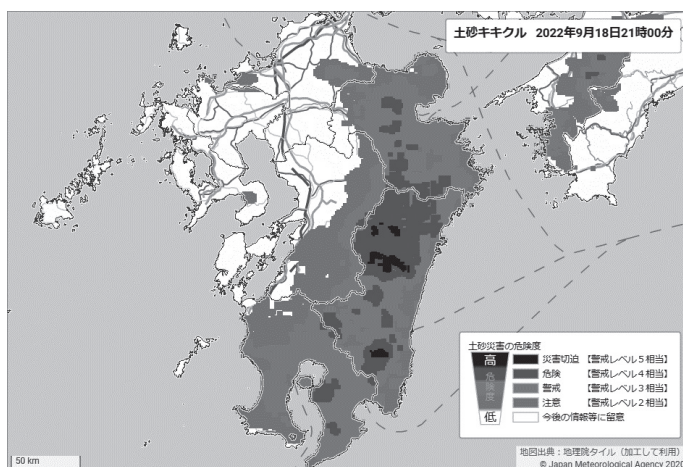 土砂キキクル 2022年9月18日21時00分
土砂災害の危険度
高
危険度
低
災害切迫 【警戒レベル5相当】
危険 【警戒レベル4相当】
警戒 【警戒レベル3相当】
注意 【警戒レベル2相当】
今後の情報等に留意
50 km
地図出典：地理院タイル（加工して利用）
© Japan Meteorological Agency 2020